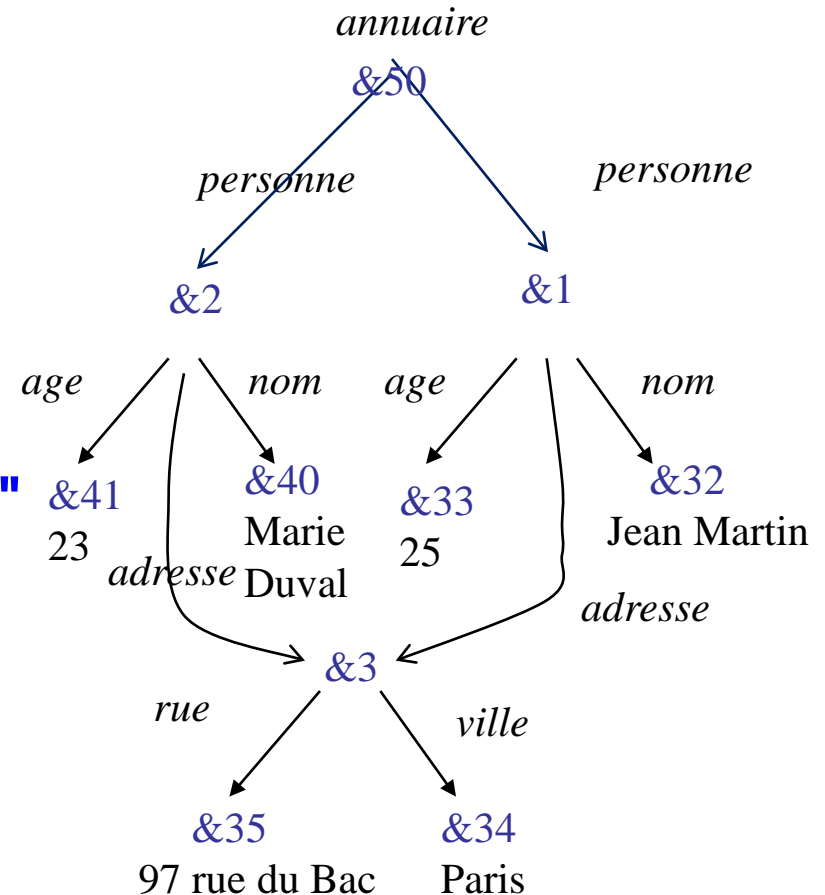 annuaire
&50
personne
personne
&2
&1
age
nom
age
nom
"
&41
&40
&33
&32
23
Marie
25
Jean Martin
adresse
Duval
adresse
&3
rue
ville
&35
&34
97 rue du Bac
Paris